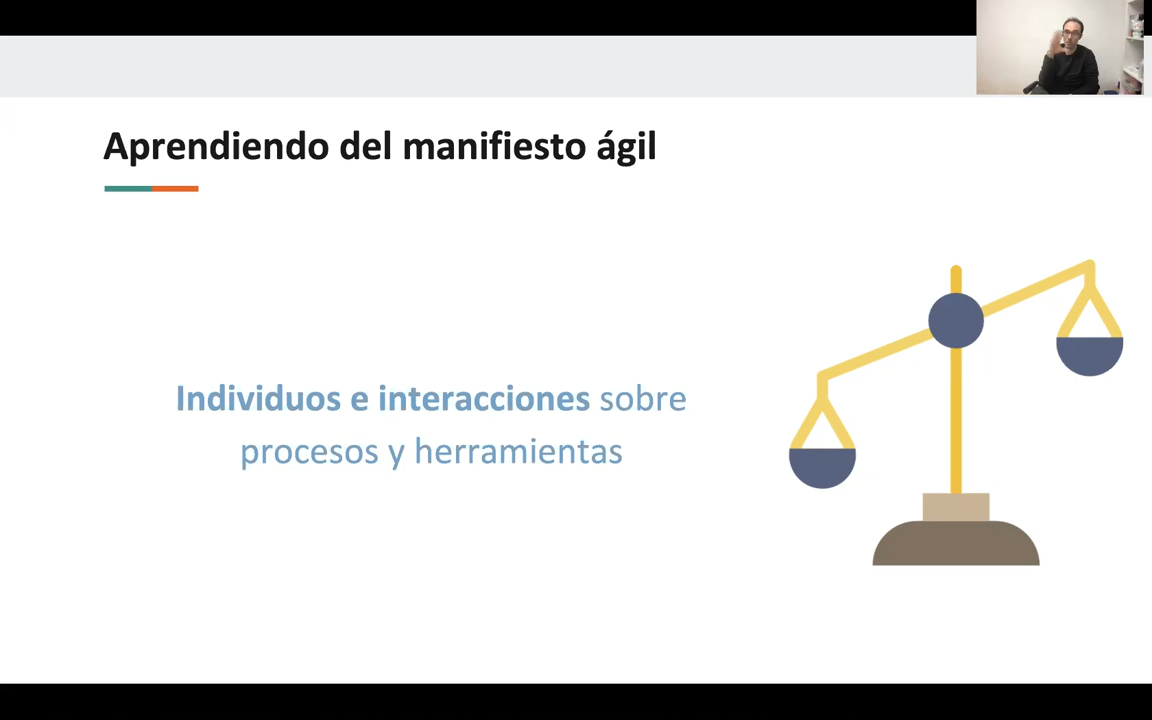 Aprendiendo del manifiesto ágil
Individuos e interacciones sobre
procesos y herramientas